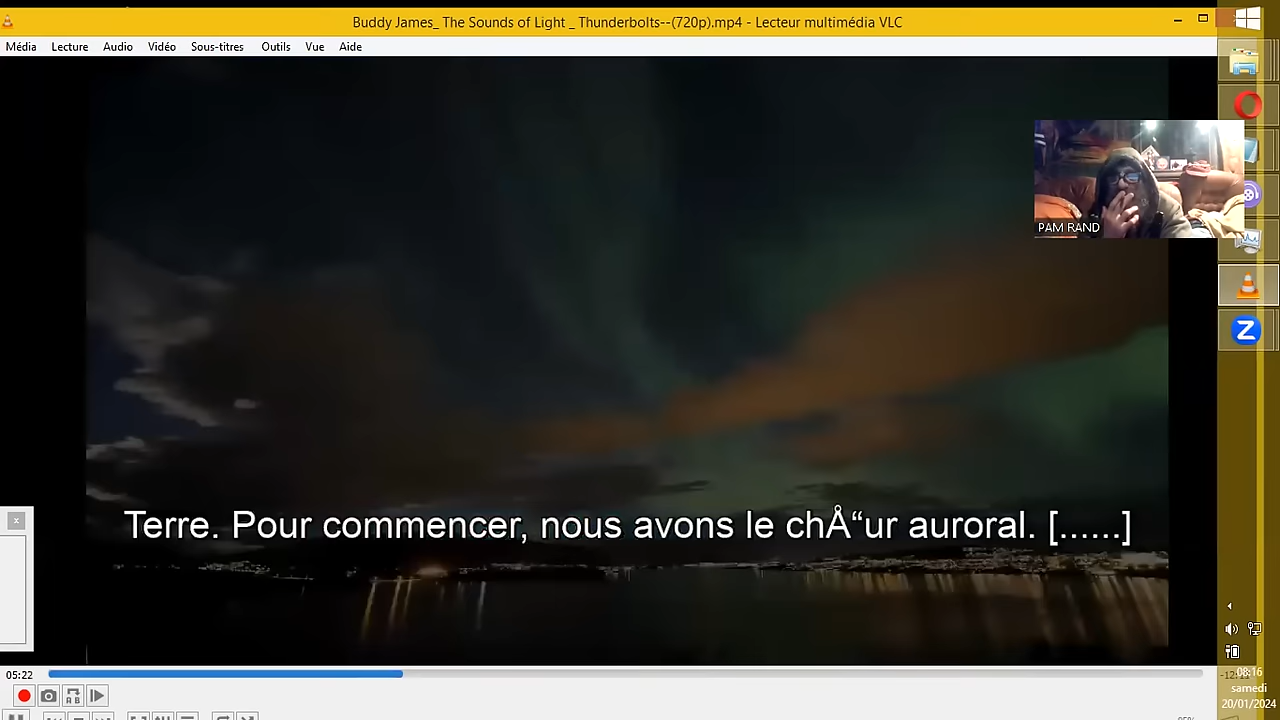 Buddy James_ The Sounds of Light _ Thunderbolts--(720p).mp4 - Lecteur multimédia VLC
Média Lecture Audio Vidéo Sous-titres Outils Vue Aide
PAM RAND
Z
Terre. Pour commencer, nous avons le chÅ“ur auroral. [......]
x
05:22
08:16
samedi
20/01/2024